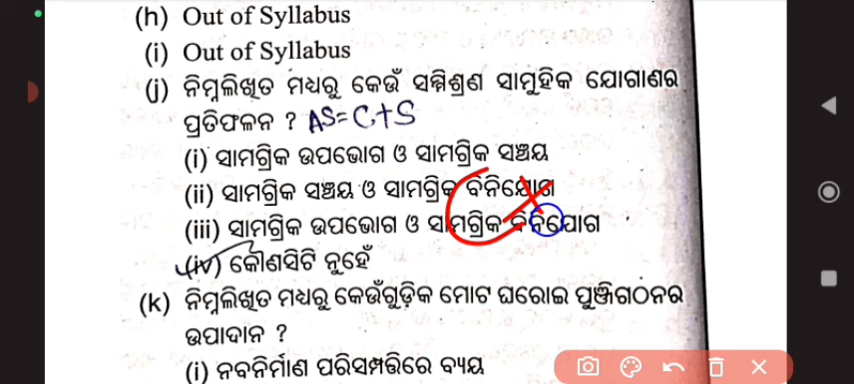 (h) Out of Syllabus
(i) Out of Syllabus
(j) ନିମ୍ନଲିଖିତ ମଧ୍ୟରୁ କେଉଁ ସମ୍ମିଶ୍ରଣ ସାମୁହିକ ଯୋଗାଣର
ପ୍ରତିଫଳନ ? AS=C+S
(i) ସାମଗ୍ରିକ ଉପଭୋଗ ଓ ସାମଗ୍ରିକ ସଞ୍ଚୟ
(ii) ସାମଗ୍ରିକ ସଞ୍ଚୟ ଓ ସାମଗ୍ରିକ ବିନିଯୋଗ
(iii) ସାମଗ୍ରିକ ଉପଭୋଗ ଓ ସାମଗ୍ରିକ ବିନିଯୋଗ
(iv) କୌଣସିଟି ନୁହେଁ
(k) ନିମ୍ନଲିଖିତ ମଧ୍ୟରୁ କେଉଁଗୁଡ଼ିକ ମୋଟ ଘରୋଇ ପୁଞ୍ଜିଗଠନର
ଉପାଦାନ ?
(i) ନବନିର୍ମାଣ ପରିସମ୍ପତ୍ତିରେ ବ୍ୟୟ